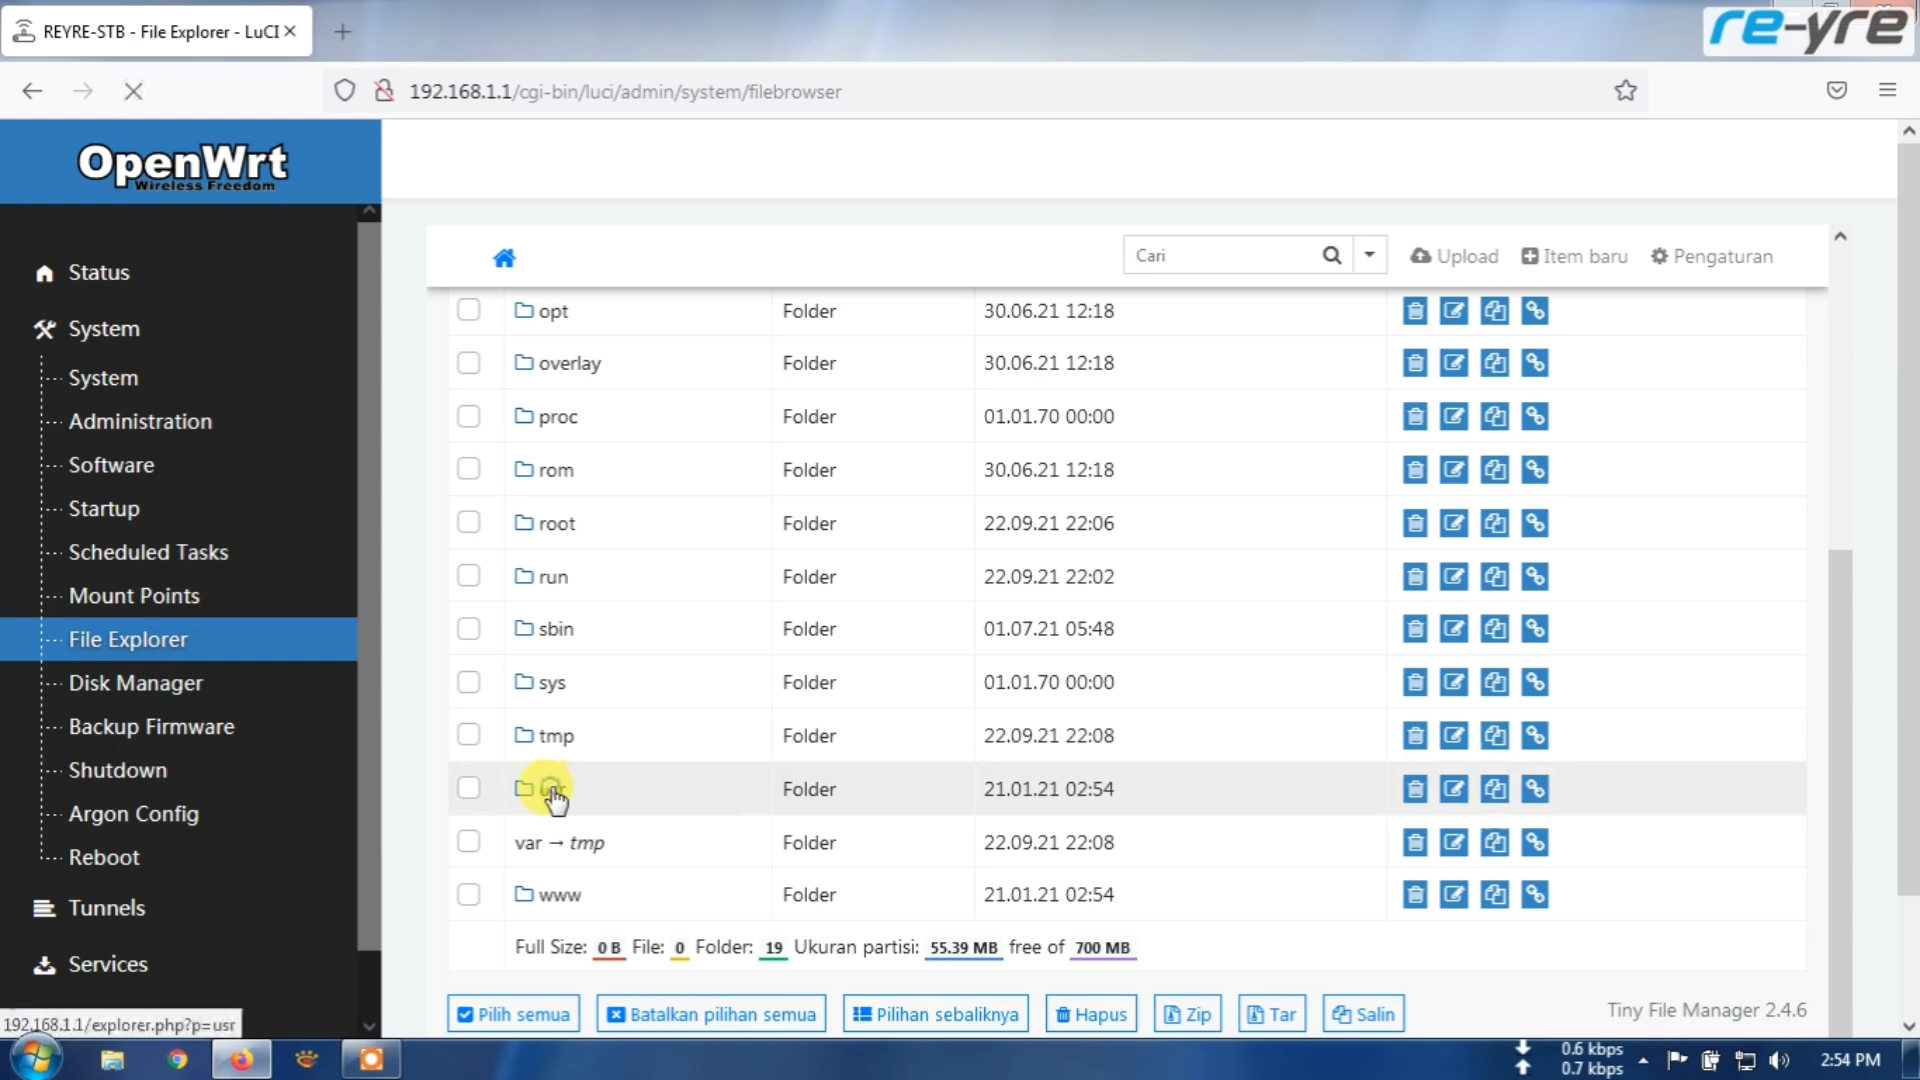 REYRE-STB - File Explorer - LuCI
re-yre
192.168.1.1/cgi-bin/luci/admin/system/filebrowser
OpenWrt
Wireless Freedom
Status
System
System
Administration
Software
Startup
Scheduled Tasks
Mount Points
File Explorer
Disk Manager
Backup Firmware
Shutdown
Argon Config
Reboot
Tunnels
Services
Cari
Upload
Item baru
Pengaturan
opt Folder 30.06.21 12:18
overlay Folder 30.06.21 12:18
proc Folder 01.01.70 00:00
rom Folder 30.06.21 12:18
root Folder 22.09.21 22:06
run Folder 22.09.21 22:02
sbin Folder 01.07.21 05:48
sys Folder 01.01.70 00:00
tmp Folder 22.09.21 22:08
Folder 21.01.21 02:54
var → tmp Folder 22.09.21 22:08
www Folder 21.01.21 02:54
Full Size: 0 B File: 0 Folder: 19 Ukuran partisi: 55.39 MB free of 700 MB
Pilih semua
Batalkan pilihan semua
Pilihan sebaliknya
Hapus
Zip
Tar
Salin
Tiny File Manager 2.4.6
192.168.1.1/explorer.php?p=usr
0.6 kbps
0.7 kbps
2:54 PM